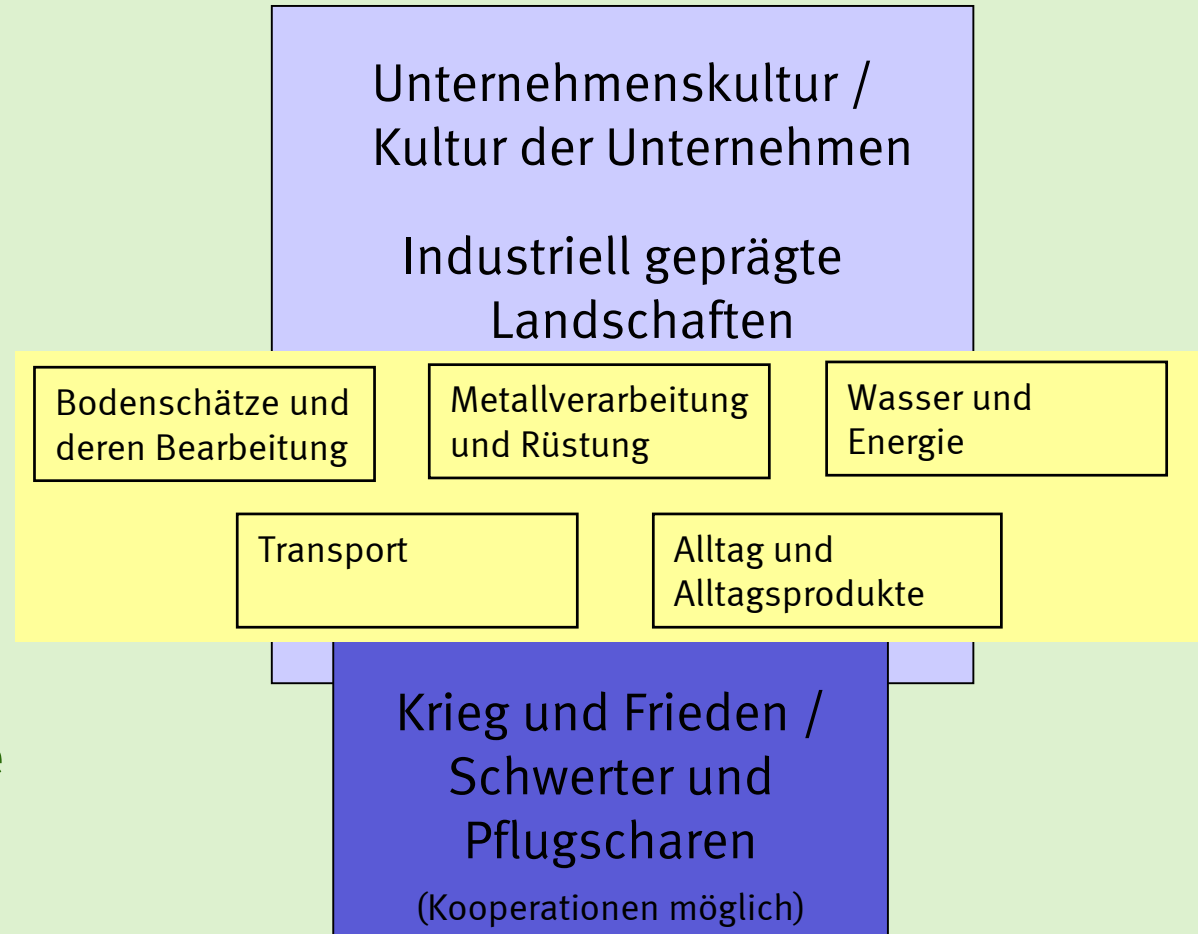 Unternehmenskultur /
Kultur der Unternehmen
Industriell geprägte
Landschaften
Bodenschätze und
deren Bearbeitung
Metallverarbeitung
und Rüstung
Wasser und
Energie
Transport
Alltag und
Alltagsprodukte
Krieg und Frieden /
Schwerter und
Pflugscharen
(Kooperationen möglich)